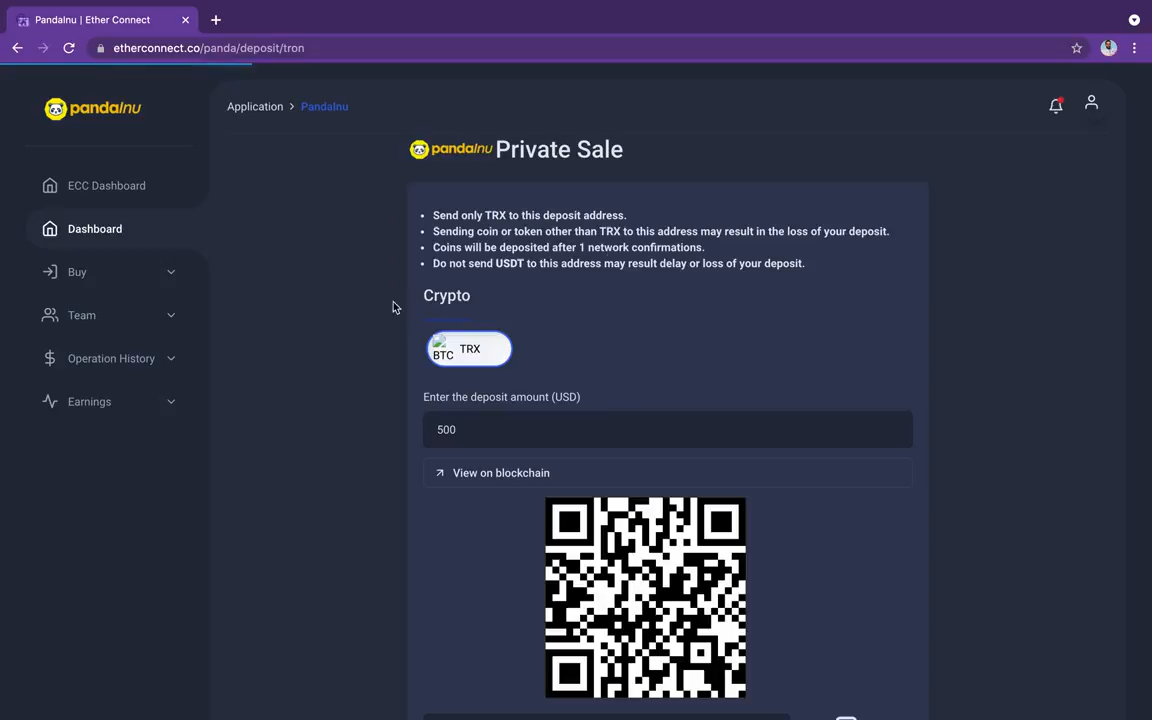 PandaInu | Ether Connect
etherconnect.co/panda/deposit/tron
pandaInu
Application > PandaInu
pandaInu Private Sale
ECC Dashboard
Dashboard
Buy
Team
Operation History
Earnings
• Send only TRX to this deposit address.
• Sending coin or token other than TRX to this address may result in the loss of your deposit.
• Coins will be deposited after 1 network confirmations.
• Do not send USDT to this address may result delay or loss of your deposit.
Crypto
BTC TRX
Enter the deposit amount (USD)
500
View on blockchain